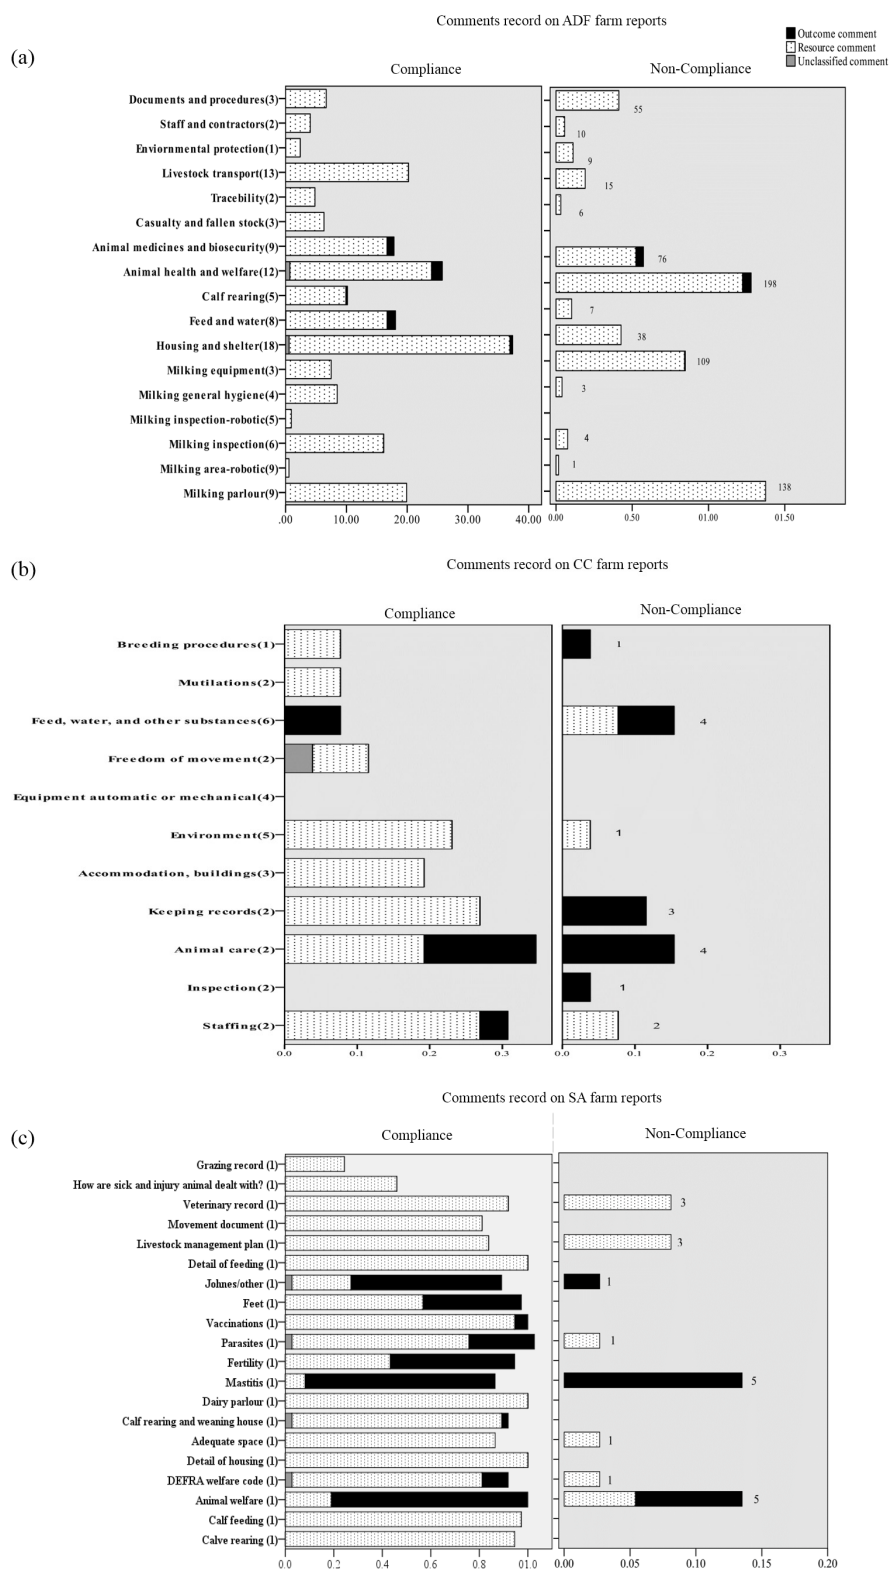 Comments record on ADF farm reports
Outcome comment
Resource comment
Unclassified comment
(a)
Compliance
Non-Compliance
Documents and procedures(3)
55
Staff and contractors(2)
10
Enviornmental protection(1)
9
Livestock transport(13)
15
Tracebility(2)
6
Casualty and fallen stock(3)
Animal medicines and biosecurity(9)
76
Animal health and welfare(12)
198
Calf rearing(5)
7
Feed and water(8)
38
Housing and shelter(18)
109
Milking equipment(3)
3
Milking general hygiene(4)
Milking inspection-robotic(5)
Milking inspection(6)
4
Milking area-robotic(9)
1
Milking parlour(9)
138
.00 10.00 20.00 30.00 40.00 0.00 0.50 01.00 01.50
Comments record on CC farm reports
(b)
Compliance
Non-Compliance
Breeding procedures(1)
1
Mutilations(2)
Feed, water, and other substances(6)
4
Freedom of movement(2)
Equipment automatic or mechanical(4)
Environment(5)
1
Accommodation, buildings(3)
Keeping records(2)
3
Animal care(2)
4
Inspection(2)
1
Staffing(2)
2
0.0 0.2 0.3 0.0 0.1 0.2 0.3
Comments record on SA farm reports
(c)
Compliance
Non-Compliance
Grazing record (1)
How are sick and injury animal dealt with? (1)
Veterinary record (1)
3
Movement document (1)
Livestock management plan (1)
3
Detail of feeding (1)
Johnes/other (1)
1
Feet (1)
Vaccinations (1)
Parasites (1)
1
Fertility (1)
Mastitis (1)
5
Dairy parlour (1)
Calf rearing and weaning house (1)
Adequate space (1)
1
Detail of housing (1)
DEFRA welfare code (1)
1
Animal welfare (1)
5
Calf feeding (1)
Calve rearing (1)
0.0 0.2 0.4 0.6 0.8 01.0 0.00 0.05 0.10 0.15 0.20